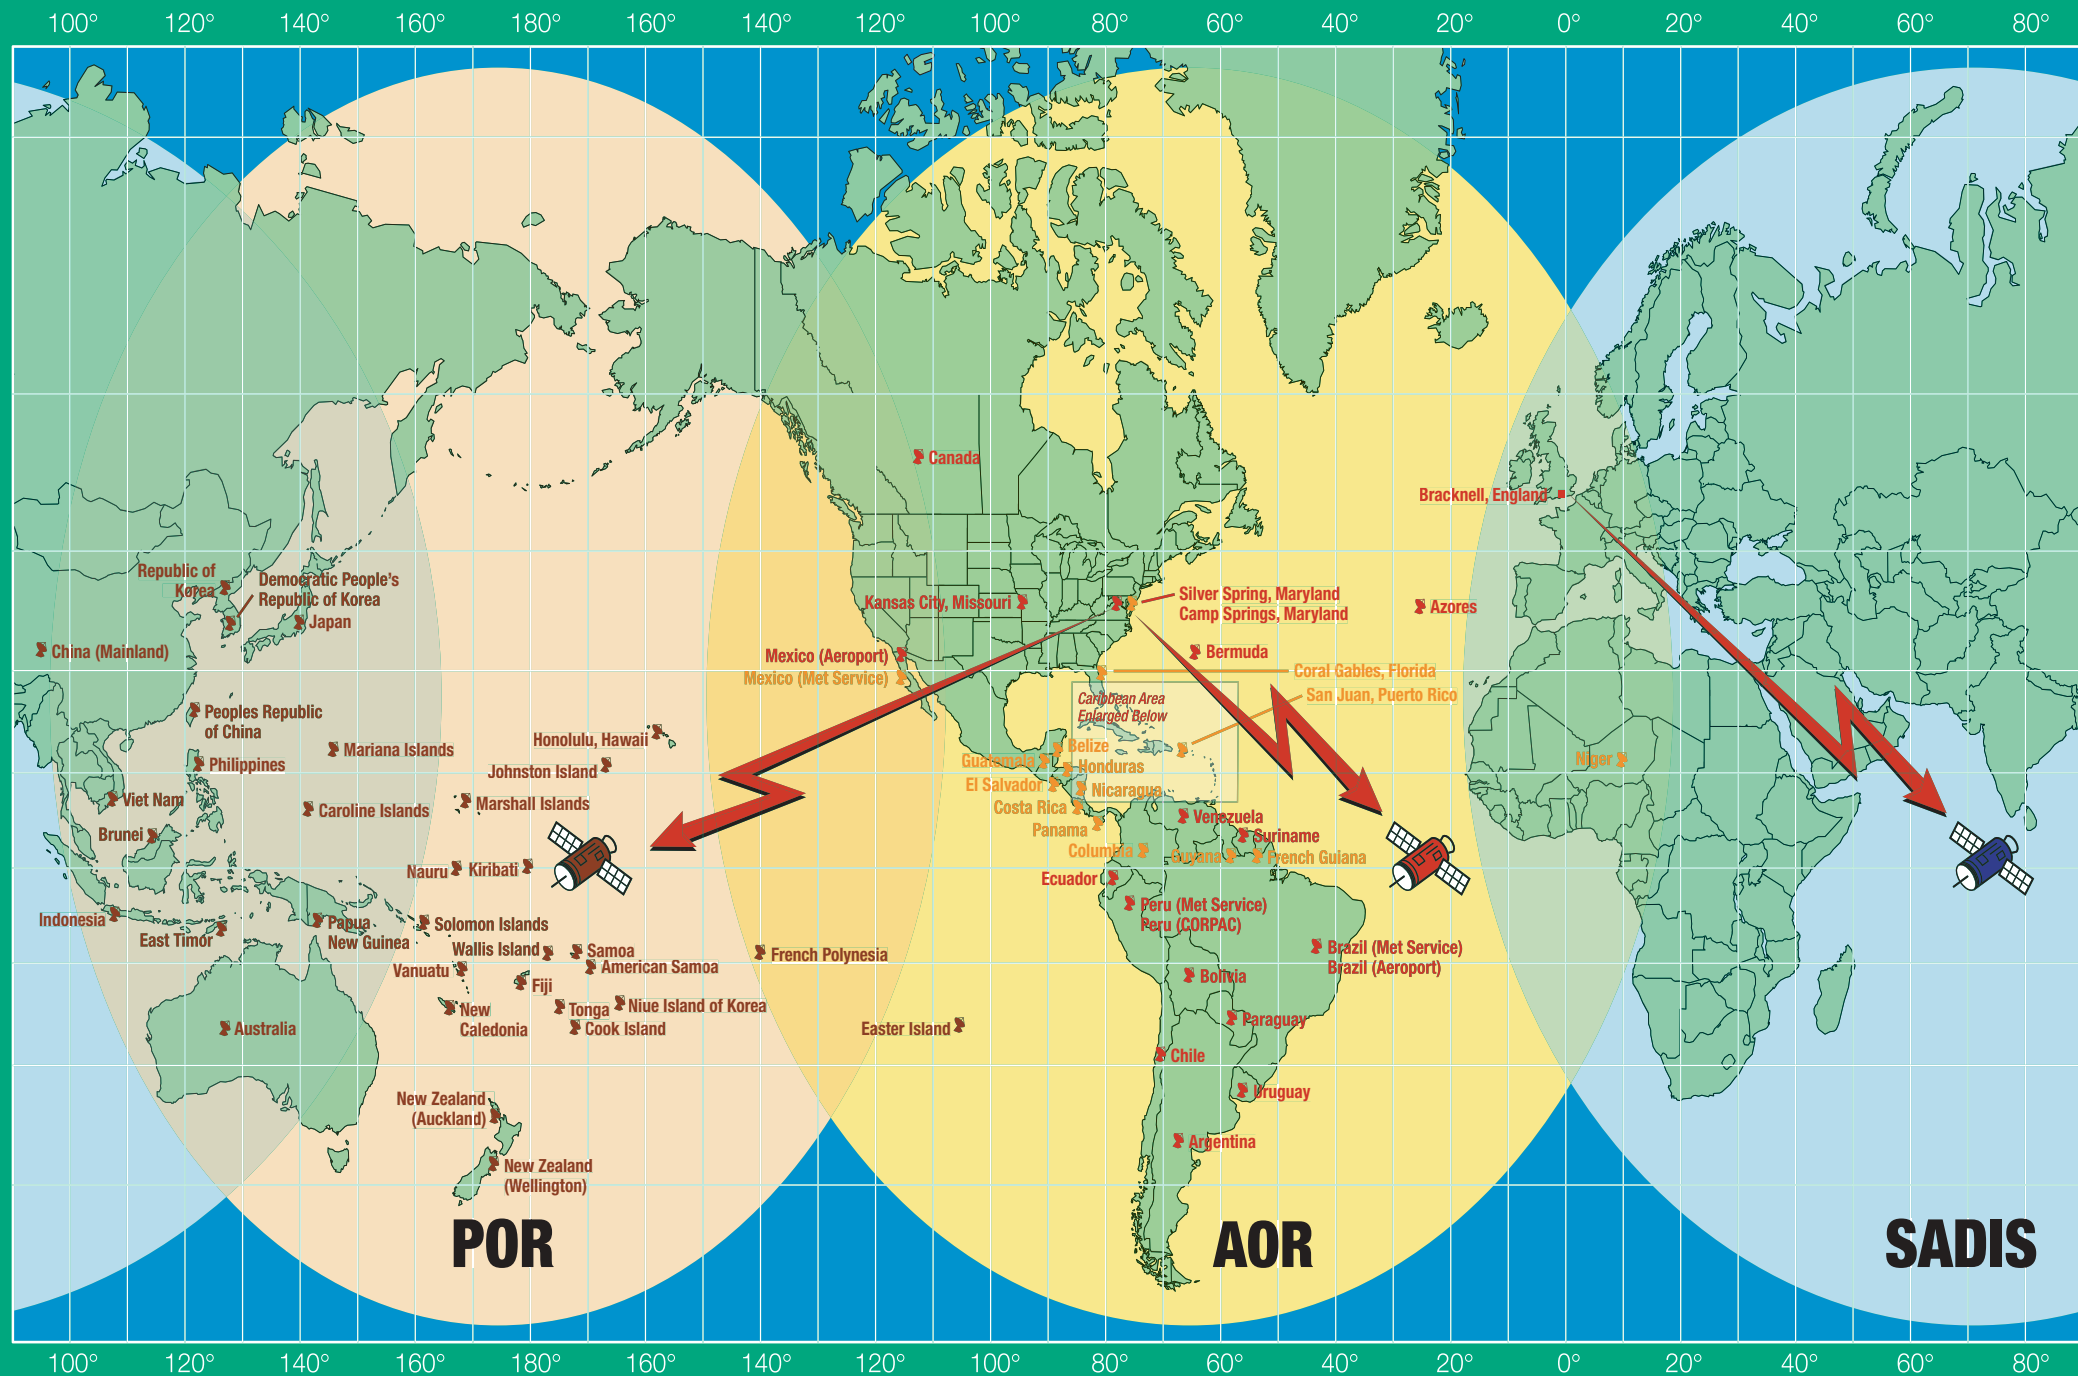 100° 120° 140° 160° 180° 160° 140° 120° 100° 80° 60° 40° 20° 0° 20° 40° 60° 80°
Canada
Bracknell, England
Republic of
Korea
Democratic People's
Republic of Korea
Japan
China (Mainland)
Kansas City, Missouri
Silver Spring, Maryland
Camp Springs, Maryland
Azores
Mexico (Aeroport)
Mexico (Met Service)
Bermuda
Coral Gables, Florida
San Juan, Puerto Rico
Caribbean Area
Enlarged Below
Peoples Republic
of China
Mariana Islands
Honolulu, Hawaii
Philippines
Johnston Island
Belize
Guatemala
Honduras
Niger
El Salvador
Nicaragua
Viet Nam
Caroline Islands
Marshall Islands
Costa Rica
Panama
Venezuela
Brunei
Suriname
Columbia
Guyana
French Guiana
Nauru
Kiribati
Ecuador
Peru (Met Service)
Peru (CORPAC)
Indonesia
East Timor
Papua
New Guinea
Solomon Islands
Wallis Island
Samoa
American Samoa
French Polynesia
Brazil (Met Service)
Brazil (Aeroport)
Vanuatu
Fiji
Bolivia
New
Caledonia
Tonga
Niue Island of Korea
Cook Island
Easter Island
Australia
Paraguay
Chile
Uruguay
New Zealand
(Auckland)
Argentina
New Zealand
(Wellington)
POR
AOR
SADIS
100° 120° 140° 160° 180° 160° 140° 120° 100° 80° 60° 40° 20° 0° 20° 40° 60° 80°